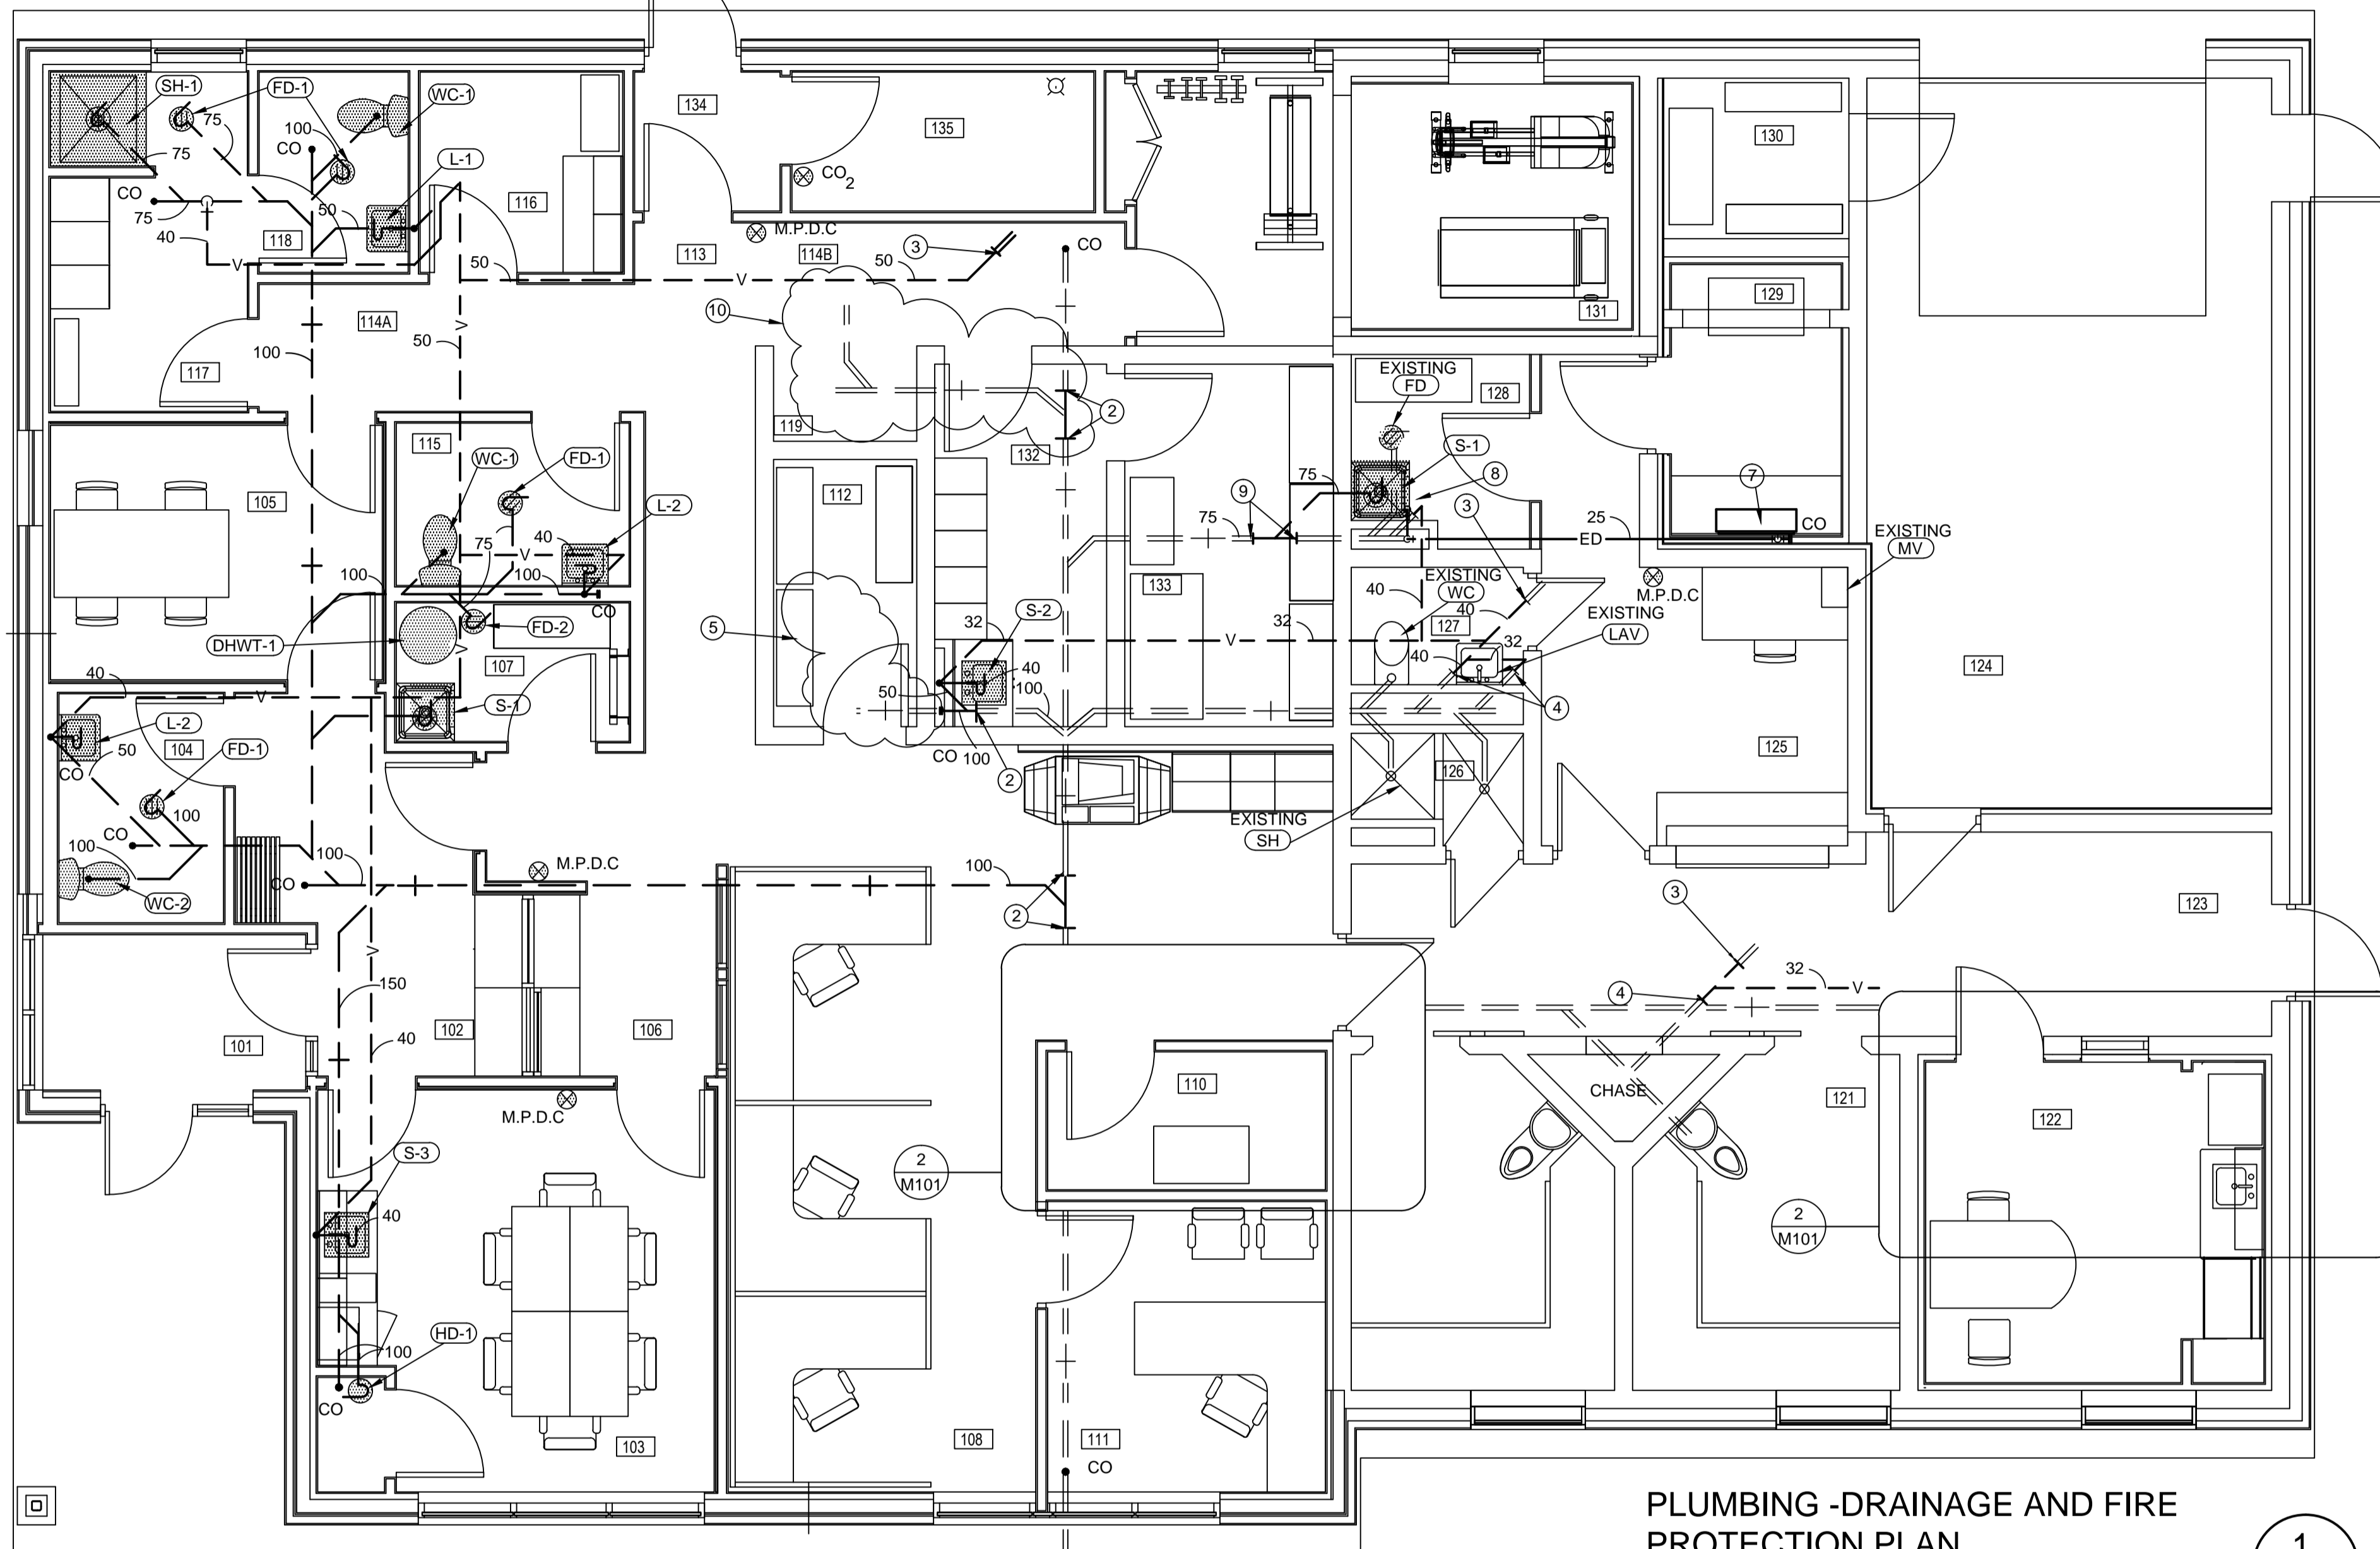 SH-1
FD-1
WC-1
134
135
130
75
100
CO
75
L-1
CO2
116
CO
75
50
118
40
V
M.P.D.C
113
114B
3
50
CO
50
V
129
10
131
114A
V
50
100
117
EXISTING
FD
128
2
119
115
132
S-1
WC-1
FD-1
75
8
7
105
112
9
3
L-2
75
25
CO
EXISTING
MV
40
75
V
ED
100
100
133
EXISTING
WC
40
40
M.P.D.C
CO
S-2
EXISTING
LAV
FD-2
5
32
32
127
V
DHWT-1
V
107
40
32
124
40
40
V
50
100
S-1
4
L-2
104
50
FD-1
125
CO
CO
100
2
126
100
CO
EXISTING
SH
100
100
M.P.D.C
100
CO
WC-2
3
2
123
V
32
4
V
150
102
106
40
101
110
CHASE
121
122
M.P.D.C
S-3
2
M101
2
M101
40
HD-1
100
CO
103
108
111
CO
PLUMBING -DRAINAGE AND FIRE
PROTECTION PLAN
1